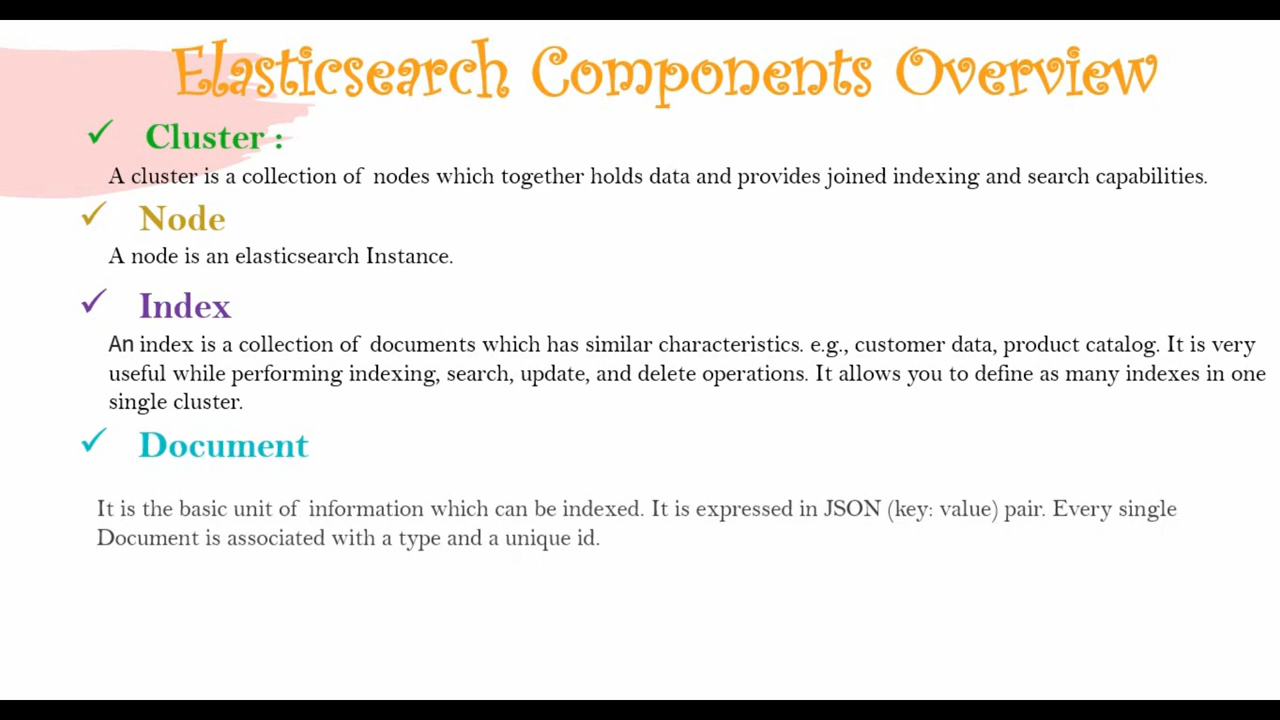 Elasticsearch Components Overview
✓ Cluster :
A cluster is a collection of nodes which together holds data and provides joined indexing and search capabilities.
✓ Node
A node is an elasticsearch Instance.
✓ Index
An index is a collection of documents which has similar characteristics. e.g., customer data, product catalog. It is very
useful while performing indexing, search, update, and delete operations. It allows you to define as many indexes in one
single cluster.
✓ Document
It is the basic unit of information which can be indexed. It is expressed in JSON (key: value) pair. Every single
Document is associated with a type and a unique id.